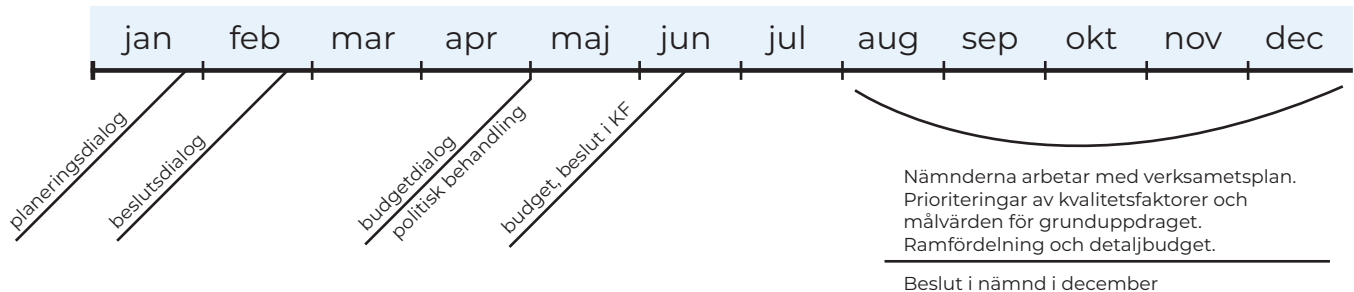 jan feb mar apr maj jun jul aug sep okt nov dec
planeringsdialog
beslutsdialog
budgetdialog
politisk behandling
budget, beslut i KF
Nämnderna arbetar med verksametsplan.
Prioriteringar av kvalitetsfaktorer och
målvärden för grunduppdraget.
Ramfördelning och detaljbudget.
Beslut i nämnd i december